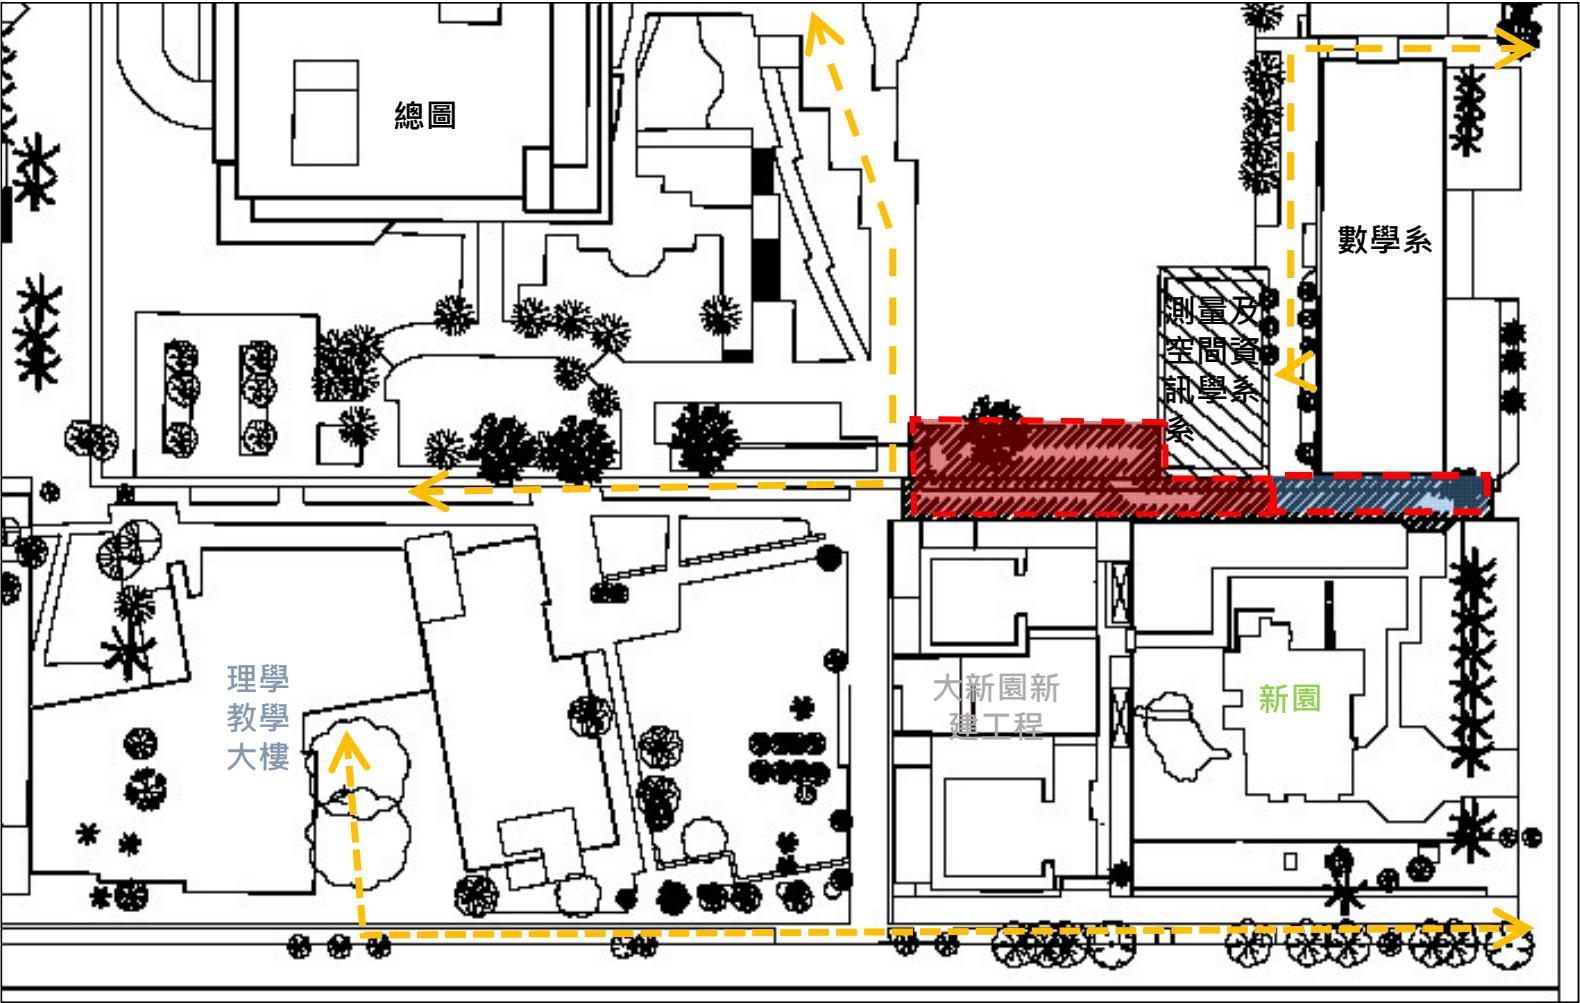 總圖
數學系
測量及
空間資
訊學系
系
理學
教學
大樓
大新園新
建工程
新園